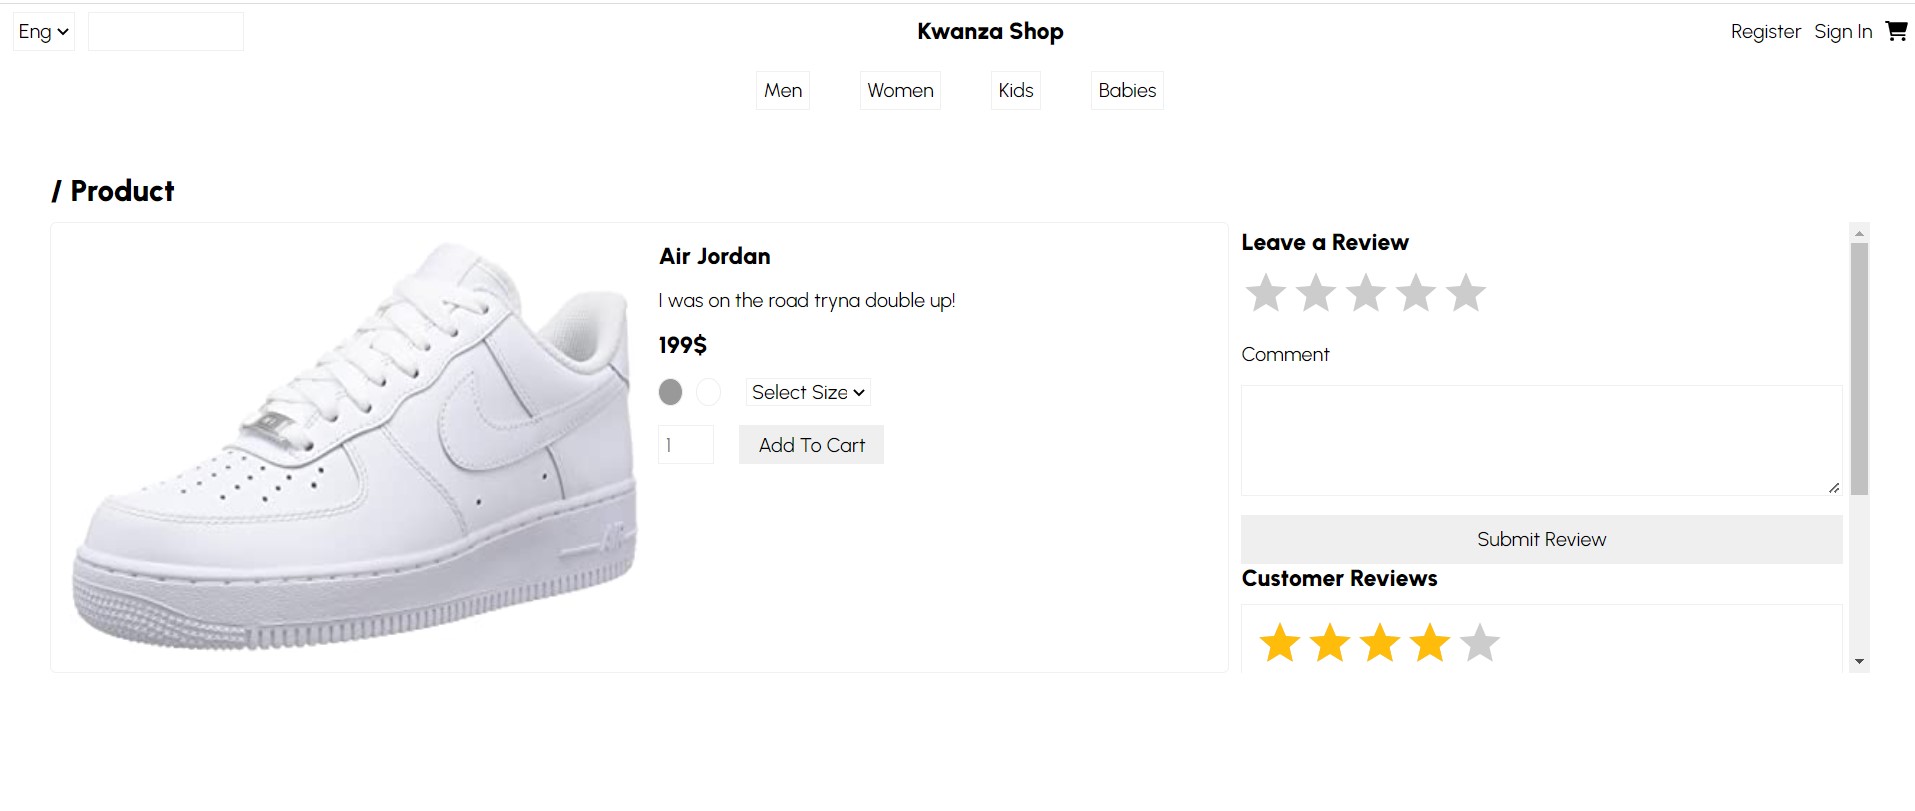 Eng
Kwanza Shop
Register Sign In
Men Women Kids Babies
/ Product
Air Jordan
I was on the road tryna double up!
199$
Select Size
1
Add To Cart
AIR
Leave a Review
Comment
Submit Review
Customer Reviews